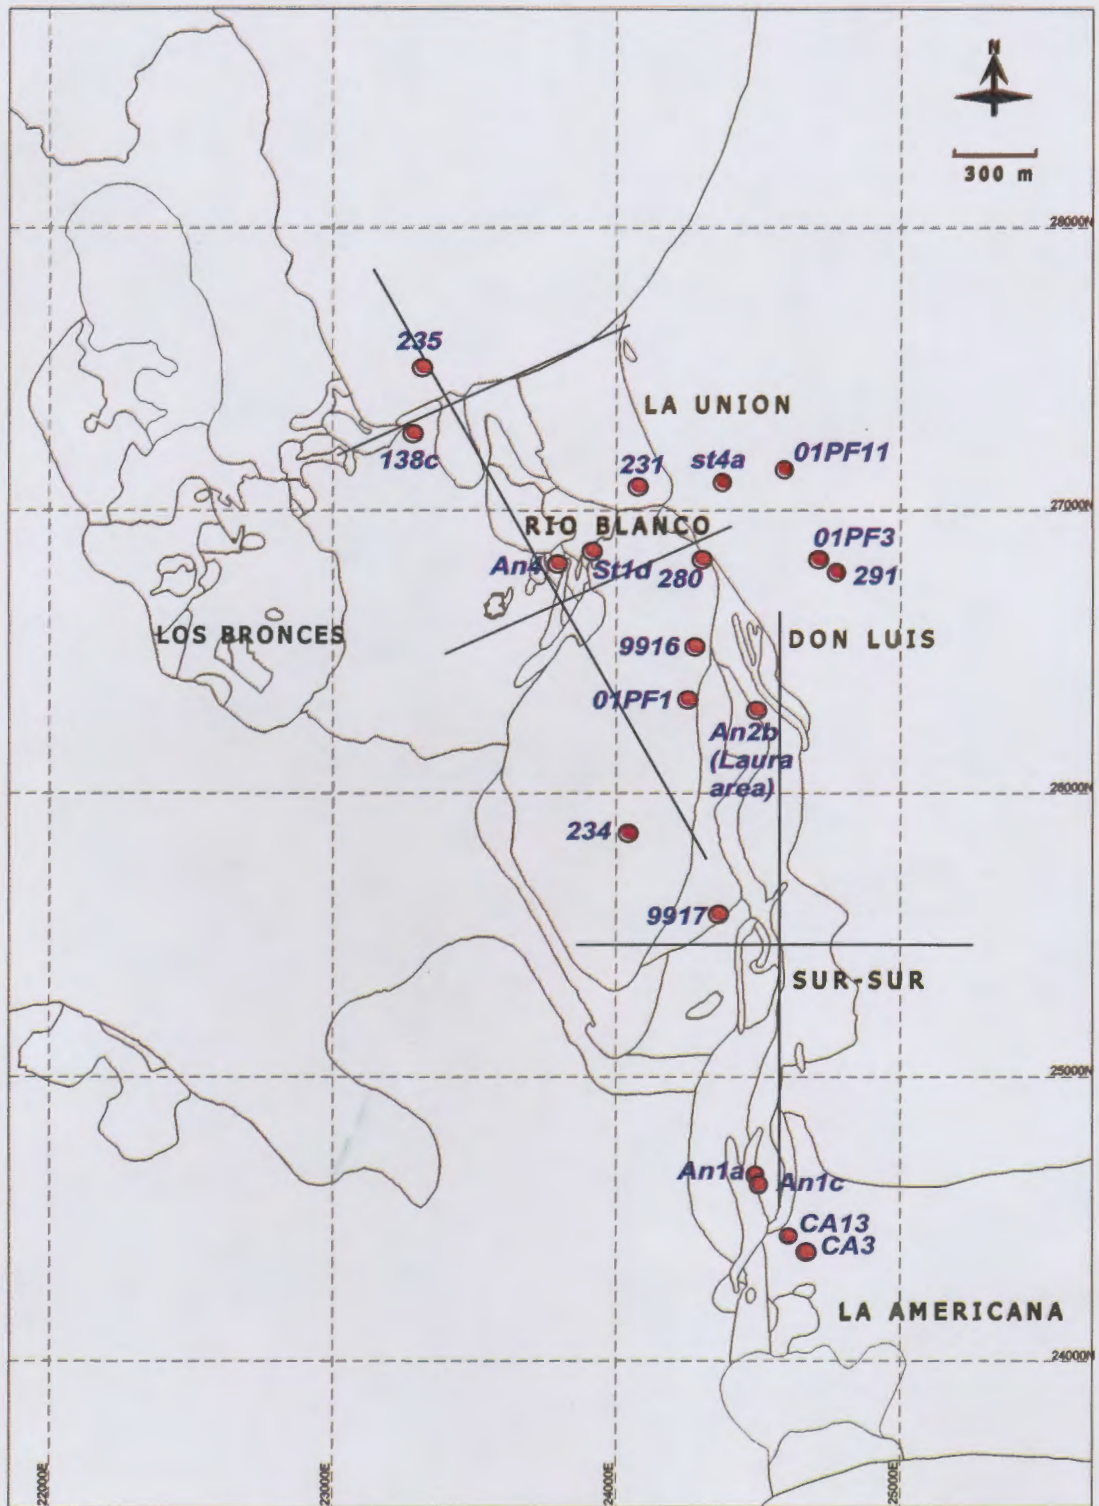 N
300 m
28000N
235
LA UNION
138c
231
st4a
01PF11
27000N
RIO BLANCO
01PF3
An4
St1d
280
291
LOS BRONCES
9916
DON LUIS
01PF1
An2b
(Laura
area)
26000N
234
9917
SUR-SUR
25000N
An1a
An1c
CA13
CA3
LA AMERICANA
24000N
22000E
23000E
24000E
25000E